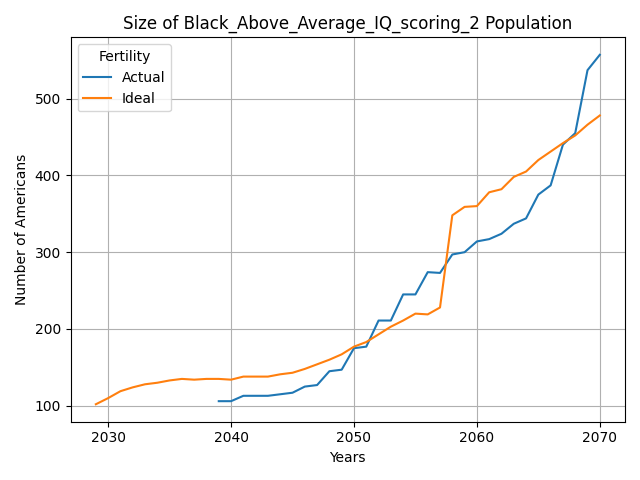 Size of Black_Above_Average_IQ_scoring_2 Population
Fertility
Actual
Ideal
Number of Americans
500
400
300
200
100
2030
2040
2050
2060
2070
Years